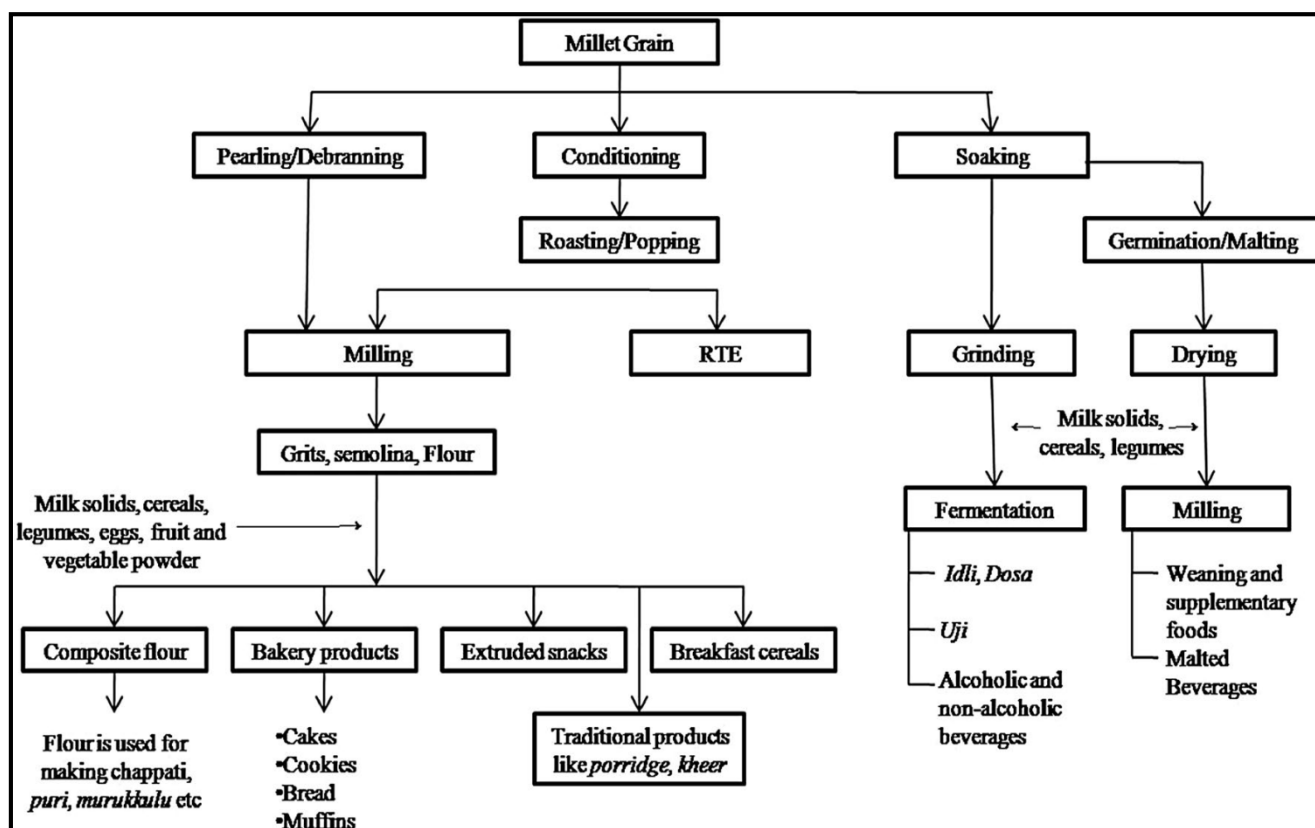 Millet Grain
Pearling/Debranning
Conditioning
Soaking
Roasting/Popping
Germination/Malting
Milling
RTE
Grinding
Drying
Grits, semolina, Flour
Milk solids,
cereals, legumes
Milk solids, cereals,
legumes, eggs, fruit and
vegetable powder
Fermentation
Milling
Idli, Dosa
Uji
Alcoholic and
non-alcoholic
beverages
Weaning and
supplementary
foods
Malted
Beverages
Composite flour
Bakery products
Extruded snacks
Breakfast cereals
Flour is used for
making chappati,
puri, murukkulu etc
•Cakes
•Cookies
•Bread
•Muffins
Traditional products
like porridge, kheer